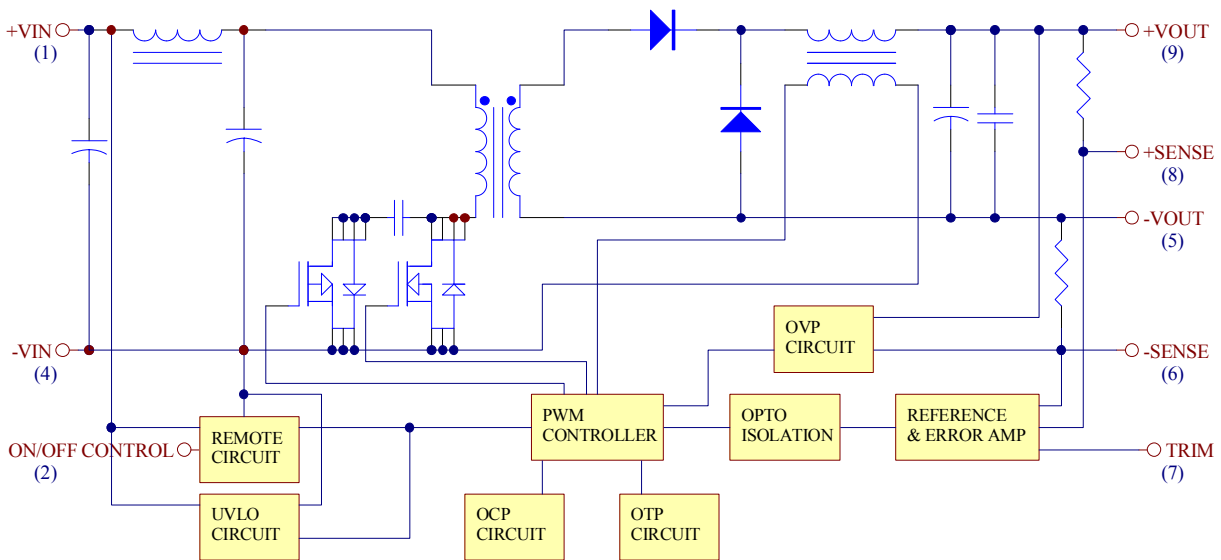 +VIN
(1)
+VOUT
(9)
+SENSE
(8)
-VOUT
(5)
OVP
CIRCUIT
-VIN
(4)
-SENSE
(6)
PWM
CONTROLLER
OPTO
ISOLATION
REFERENCE
& ERROR AMP
REMOTE
CIRCUIT
ON/OFF CONTROL
(2)
TRIM
(7)
UVLO
CIRCUIT
OCP
CIRCUIT
OTP
CIRCUIT